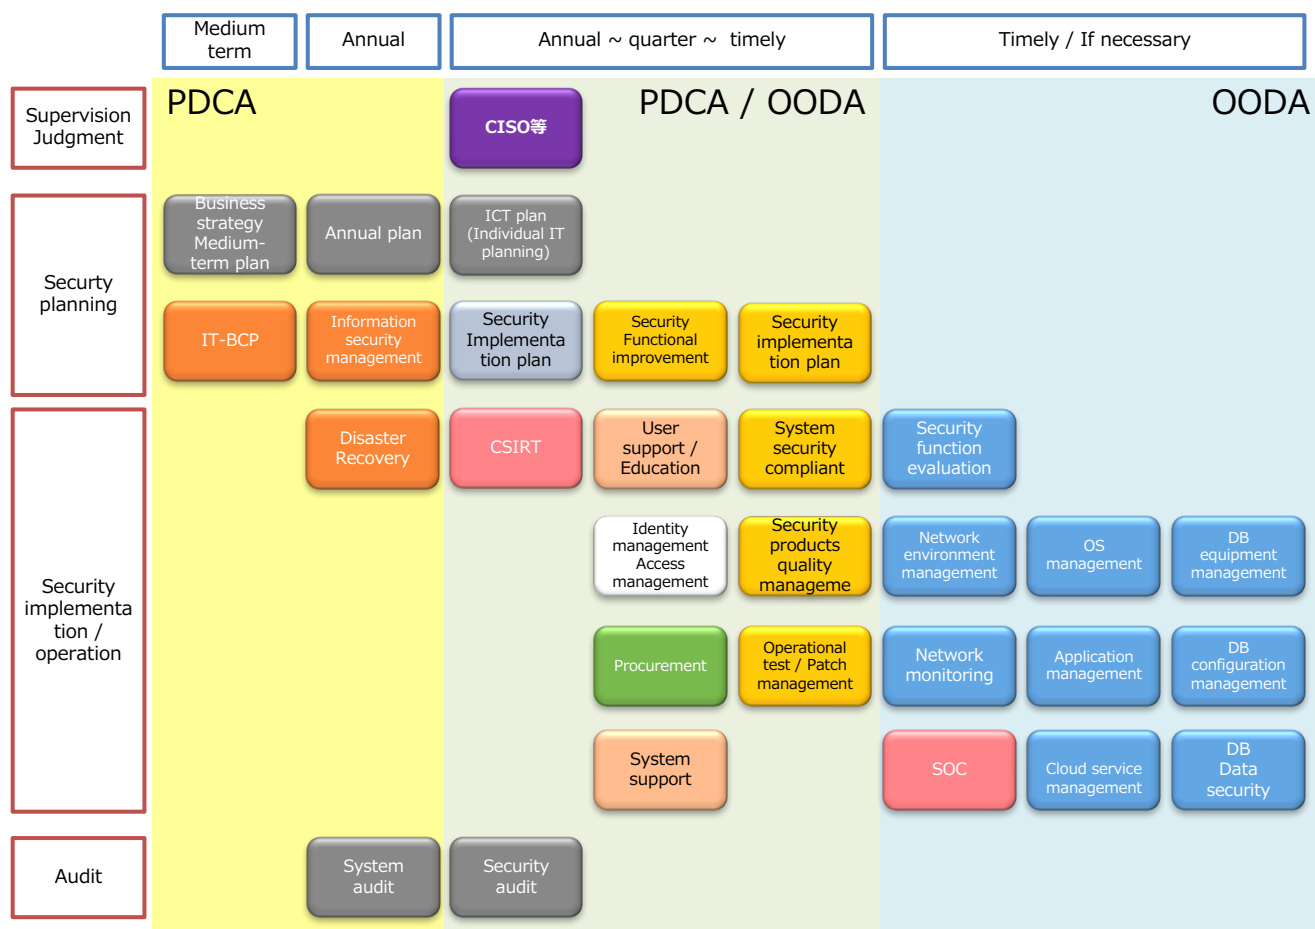 Medium
term
Annual
Annual ~ quarter ~ timely
Timely / If necessary
PDCA
PDCA / OODA
OODA
Supervision
Judgment
CISO等
Securty
planning
Business
strategy
Medium-
term plan
Annual plan
ICT plan
(Individual IT
planning)
IT-BCP
Information
security
management
Security
Implementa
tion plan
Security
Functional
improvement
Security
implementa
tion plan
Security
implementa
tion /
operation
Disaster
Recovery
CSIRT
User
support /
Education
System
security
compliant
Security
function
evaluation
Identity
management
Access
management
Security
products
quality
manageme
Network
environment
management
OS
management
DB
equipment
management
Procurement
Operational
test / Patch
management
Network
monitoring
Application
management
DB
configuration
management
System
support
SOC
Cloud service
management
DB
Data
security
Audit
System
audit
Security
audit